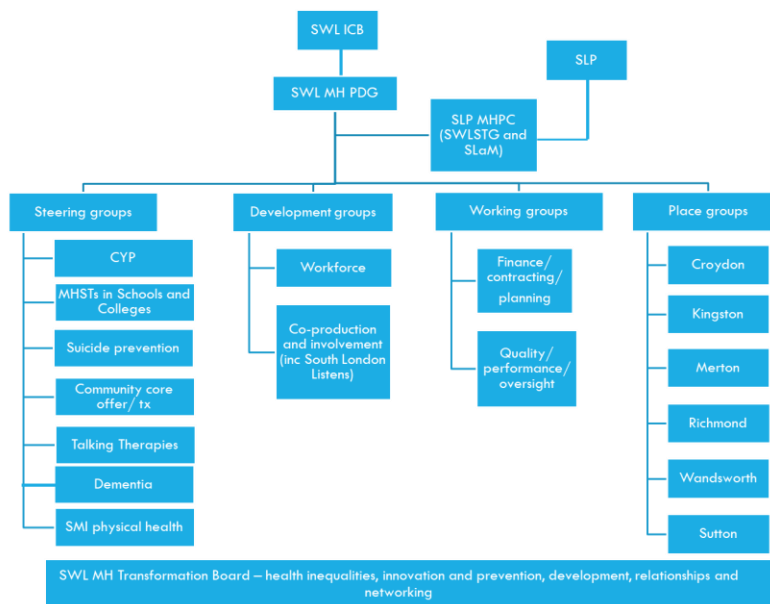 SWL ICB
SLP
SWL MH PDG
SLP MHPC
(SWLSTG and
SLaM)
Steering groups
Development groups
Working groups
Place groups
CYP
MHSTs in Schools and
Colleges
Suicide prevention
Community core
offer/ tx
Talking Therapies
Dementia
SMI physical health
Workforce
Co-production
and involvement
(inc South London
Listens)
Finance/
contracting/
planning
Quality/
performance/
oversight
Croydon
Kingston
Merton
Richmond
Wandsworth
Sutton
SWL MH Transformation Board – health inequalities, innovation and prevention, development, relationships and
networking